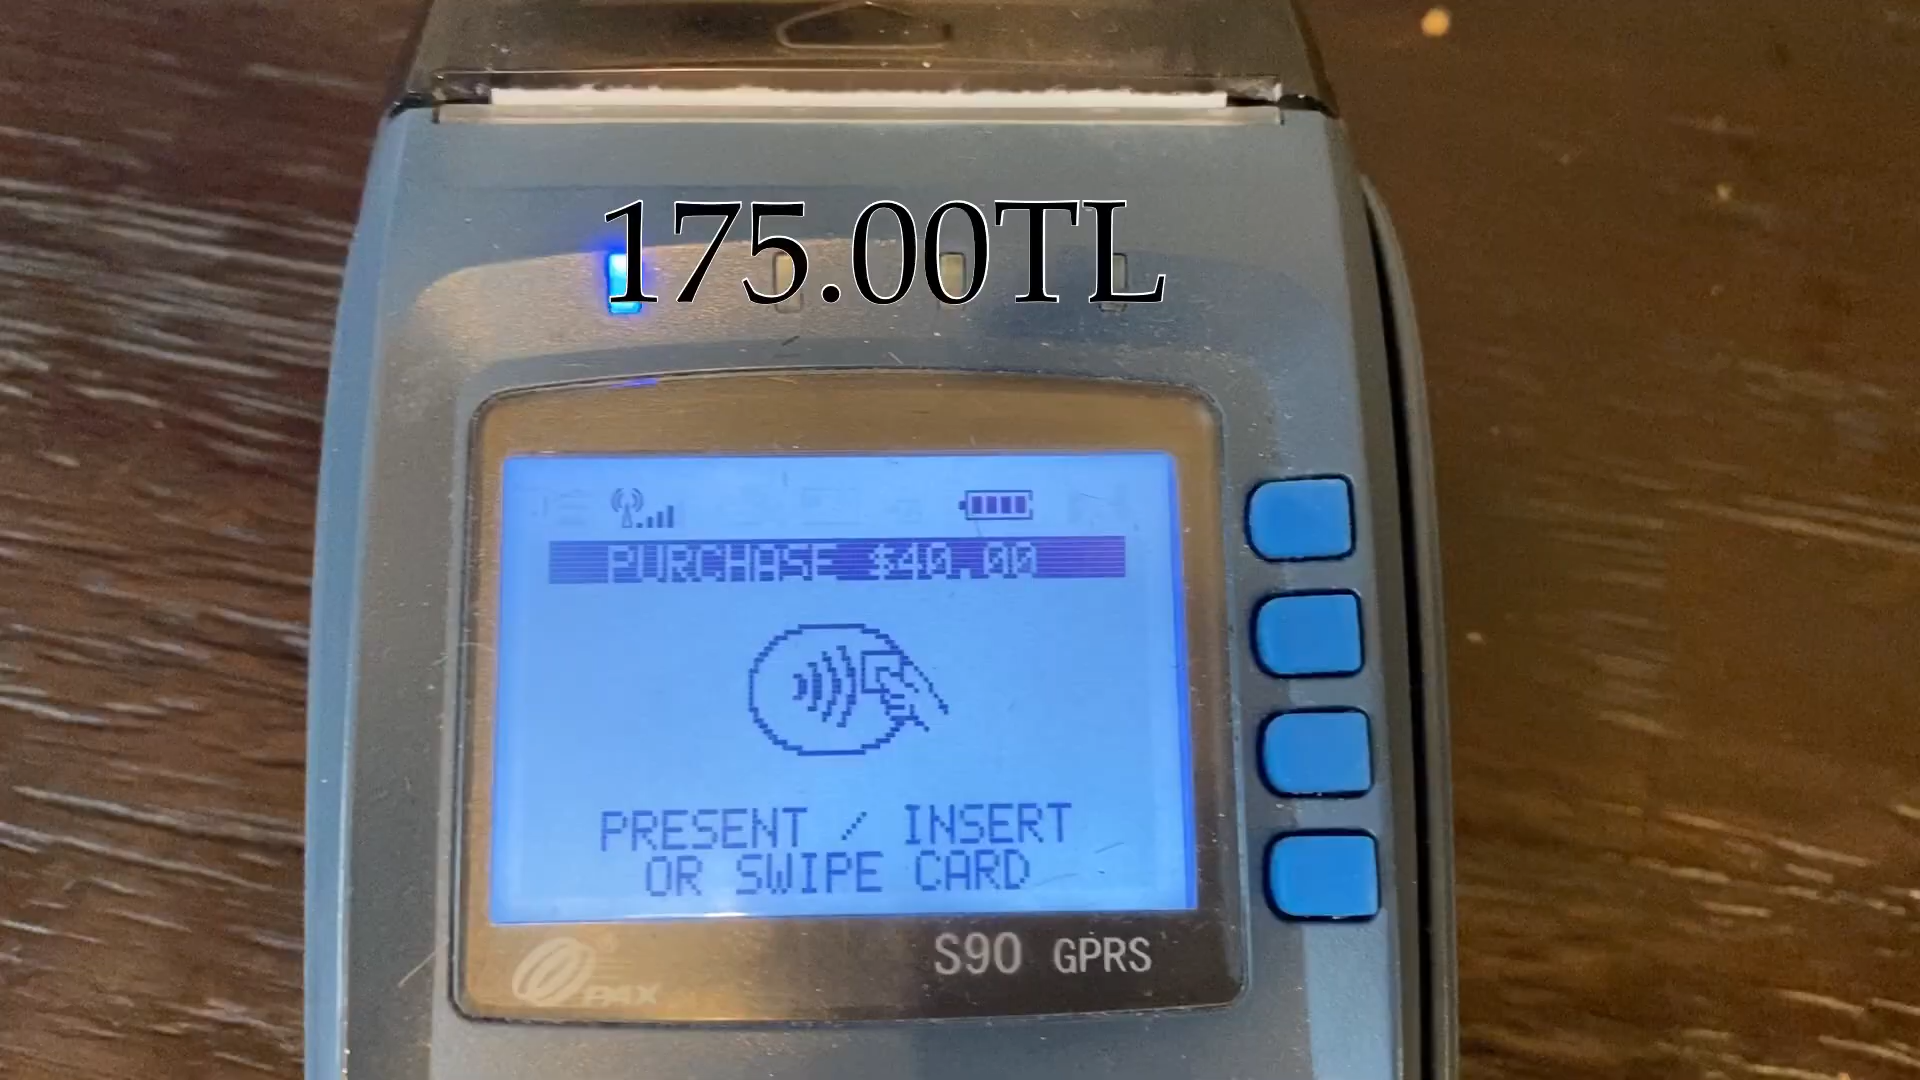 175.00TL
PURCHASE $40.00
PRESENT / INSERT
OR SWIPE CARD
S90 GPRS
PAX